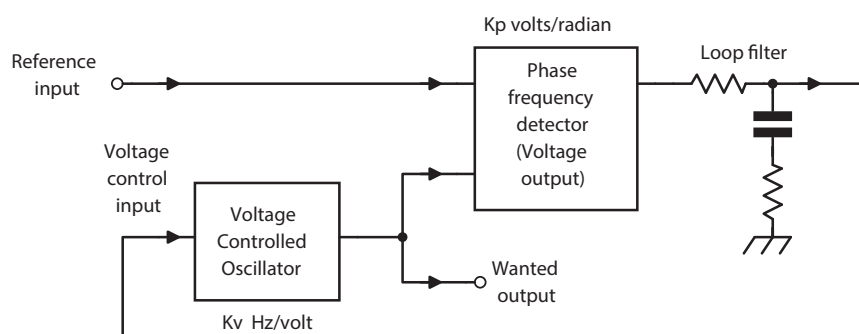 Kp volts/radian
Reference
input
Phase
frequency
detector
(Voltage
output)
Loop filter
Voltage
control
input
Voltage
Controlled
Oscillator
Wanted
output
Kv Hz/volt